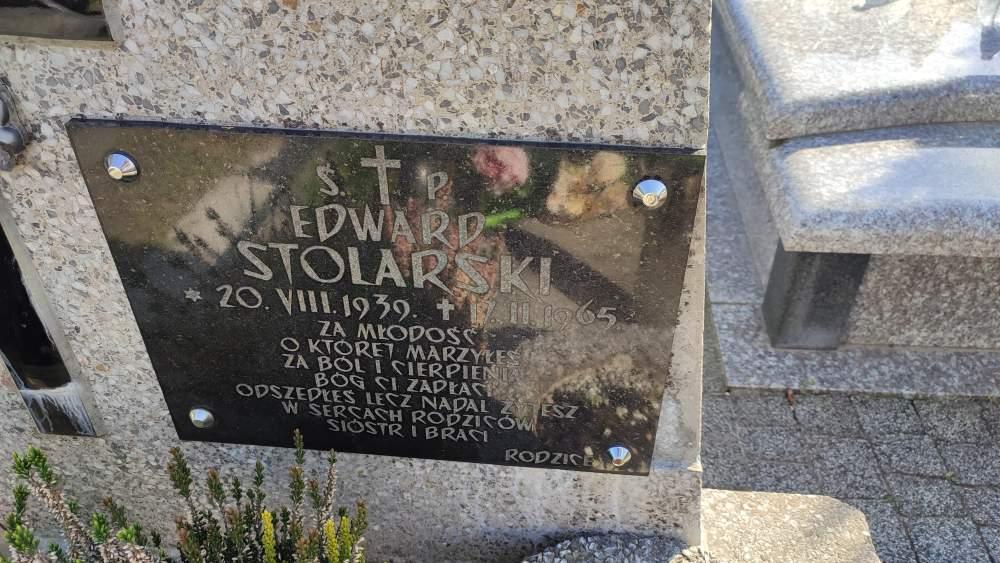 Ś. † P
EDWARD
STOLARSKI
* 20. VIII. 1939. † 17. II. 1965.
ZA MŁODOŚĆ
O KTÓREJ MARZYŁEŚ
ZA BÓL I CIERPIENIA
BÓG CI ZAPŁACI
ODSZEDŁEŚ LECZ NADAL ŻYJESZ
W SERCACH RODZICÓW
SIÓSTR I BRACI
RODZICE